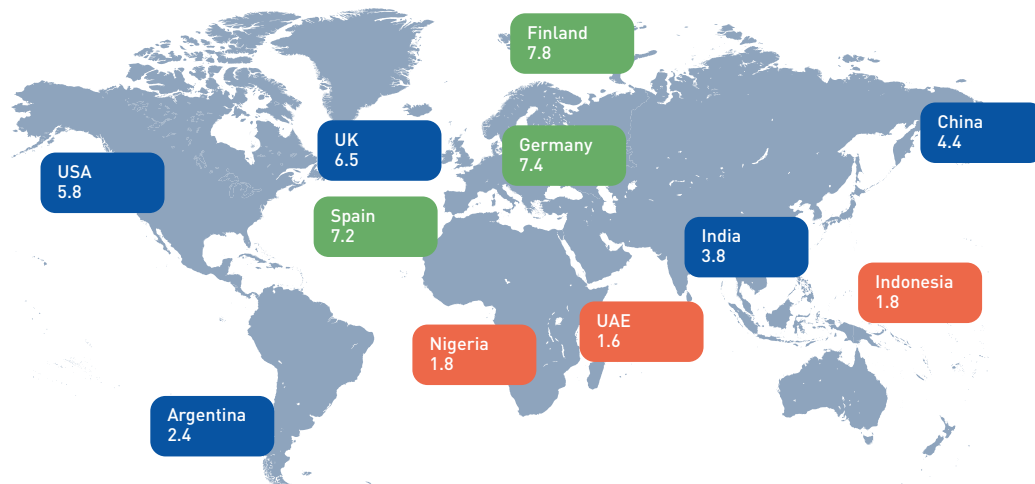 Finland
7.8
China
4.4
UK
6.5
Germany
7.4
USA
5.8
Spain
7.2
India
3.8
Indonesia
1.8
UAE
1.6
Nigeria
1.8
Argentina
2.4